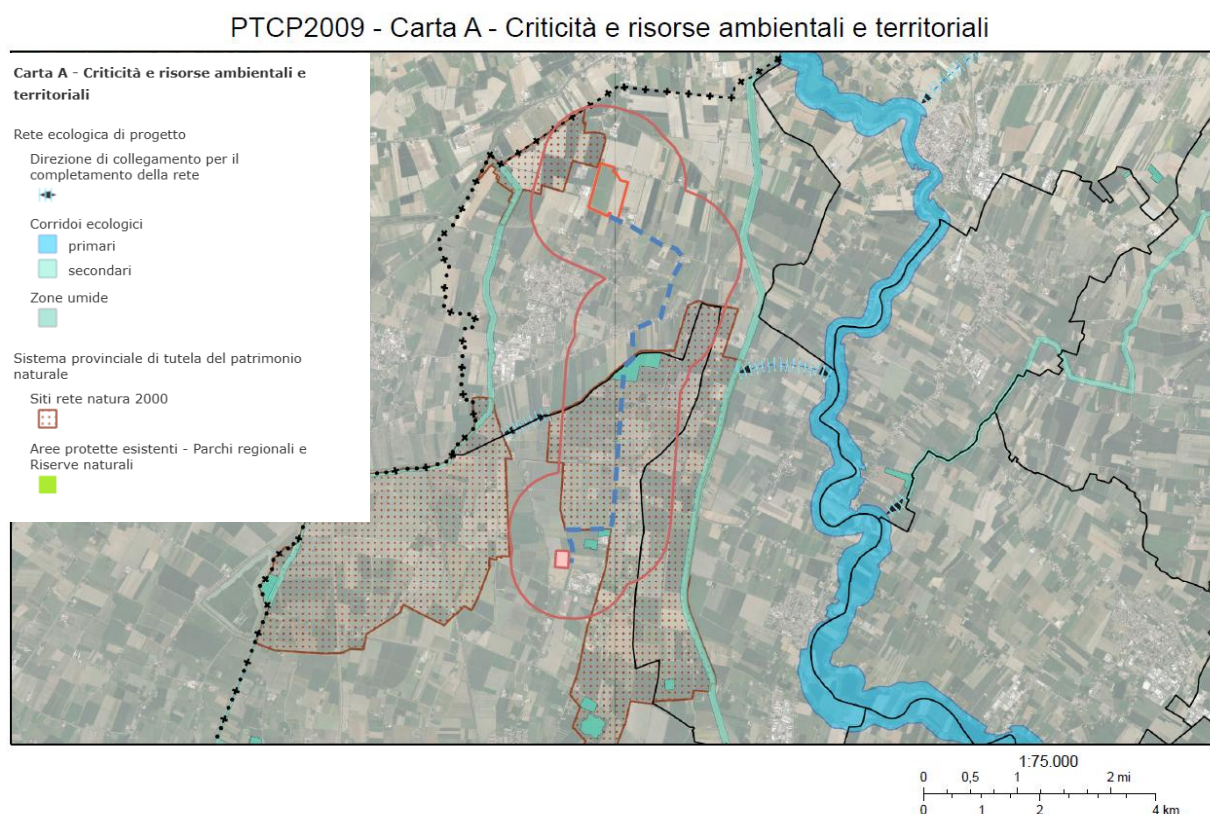 PTCP2009 - Carta A - Criticità e risorse ambientali e territoriali
Carta A - Criticità e risorse ambientali e
territoriali
Rete ecologica di progetto
Direzione di collegamento per il
completamento della rete
Corridoi ecologici
primari
secondari
Zone umide
Sistema provinciale di tutela del patrimonio
naturale
Siti rete natura 2000
Aree protette esistenti - Parchi regionali e
Riserve naturali
1:75.000
0 0,5 1 2 mi
0 1 2 4 km